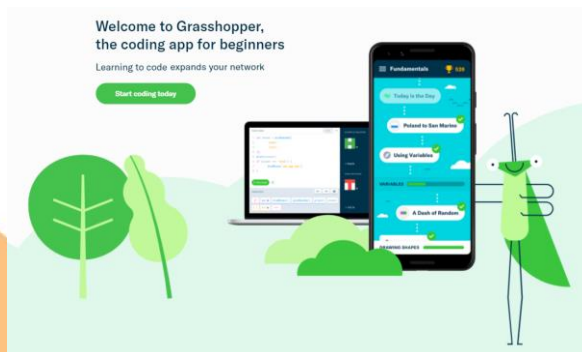 Welcome to Grasshopper,
the coding app for beginners
Learning to code expands your network
Start coding today
Fundamentals
Today is the Day
Poland to San Marino
Using Variables
VARIABLES
A Dash of Random
DRAWING SHAPES